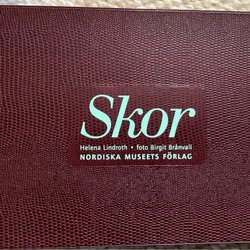 Skor
Helena Lindroth • foto Birgit Brånvall
NORDISKA MUSEETS FÖRLAG